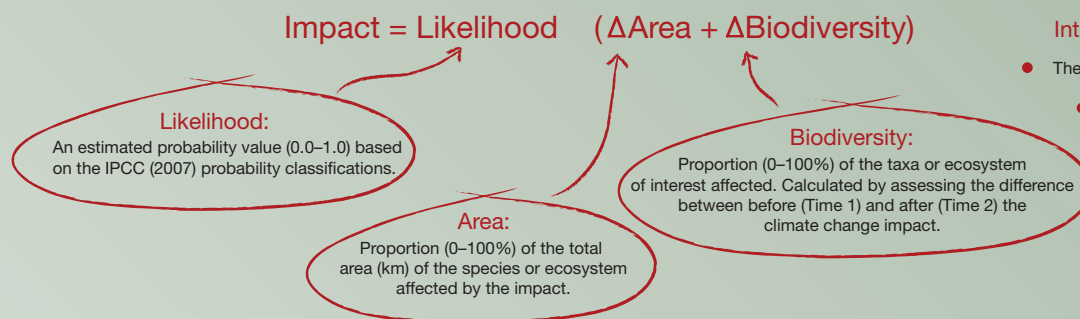 Impact = Likelihood (ΔArea + ΔBiodiversity)
Likelihood:
An estimated probability value (0.0–1.0) based
on the IPCC (2007) probability classifications.
Area:
Proportion (0–100%) of the total
area (km) of the species or ecosystem
affected by the impact.
Biodiversity:
Proportion (0–100%) of the taxa or ecosystem
of interest affected. Calculated by assessing the difference
between before (Time 1) and after (Time 2) the
climate change impact.
Int
• The
•